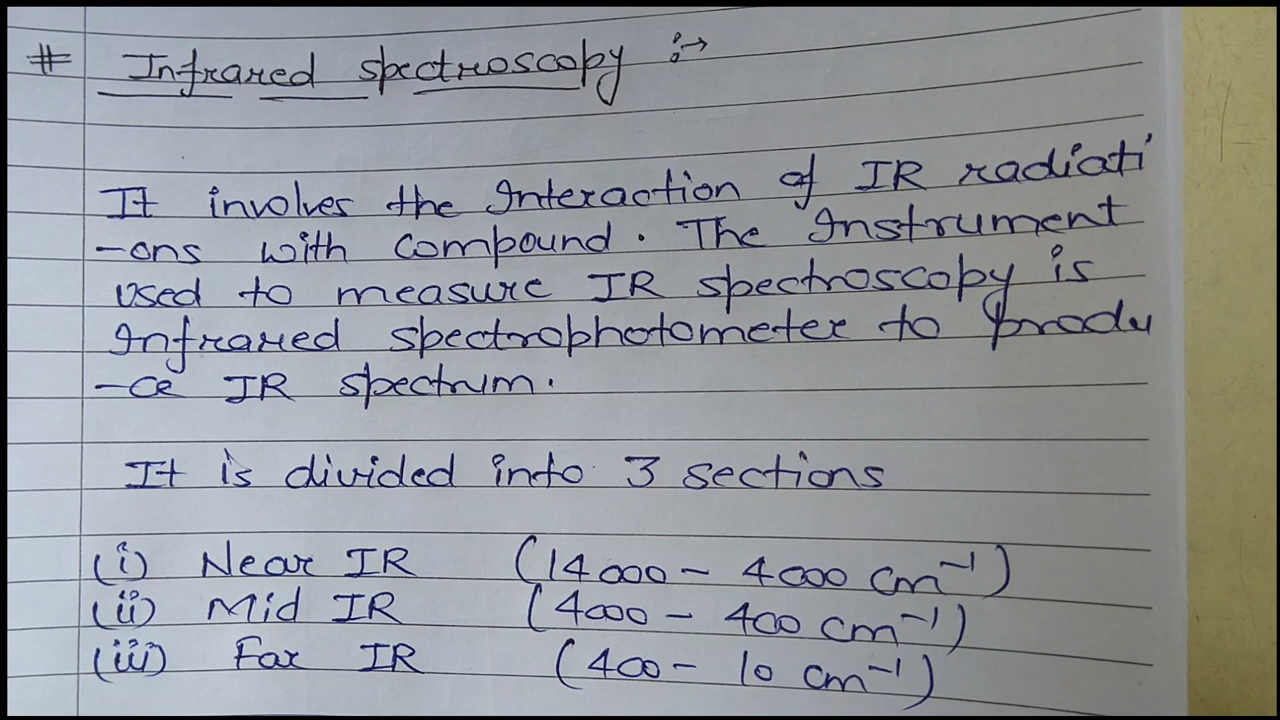 # Infrared spectroscopy :→
It involves the Interaction of IR radiati
-ons with compound. The Instrument
used to measure IR spectroscopy is
Infrared spectrophotometer to produ
-ce IR spectrum.
It is divided into 3 sections
(i) Near IR (14000 - 4000 cm⁻¹)
(ii) Mid IR (4000 - 400 cm⁻¹)
(iii) Far IR (400 - 10 cm⁻¹)